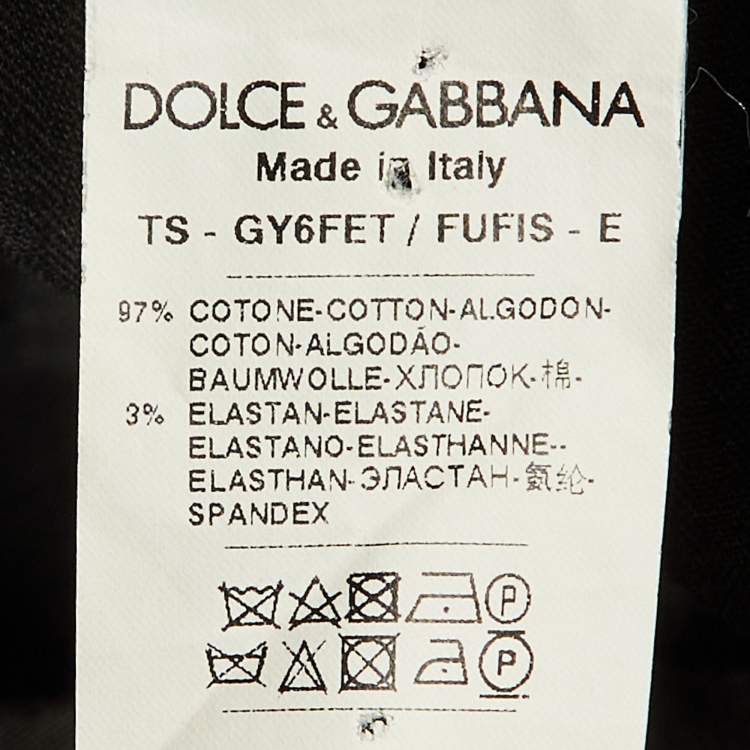 DOLCE & GABBANA
Made in Italy
TS - GY6FET / FUFIS - E
97% COTONE-COTTON-ALGODON-
COTON-ALGODÃO-
BAUMWOLLE-ХЛОПОК-棉-
3% ELASTAN-ELASTANE-
ELASTANO-ELASTHANNE--
ELASTHAN-ЭЛАСТАН-氨纶-
SPANDEX
P
P